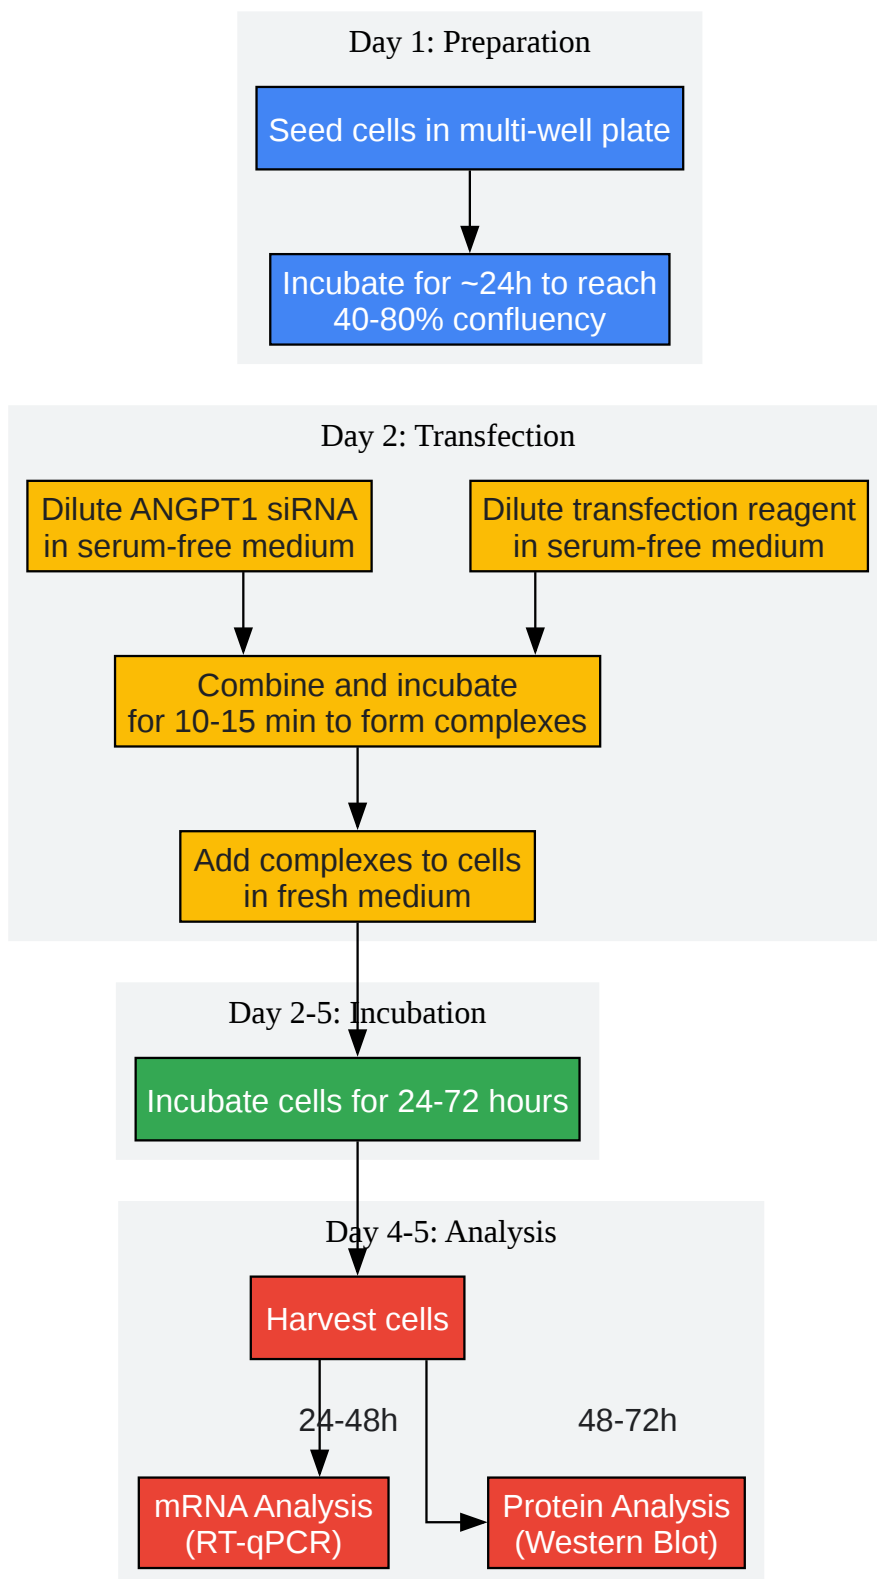 Day 1: Preparation
Seed cells in multi-well plate
Incubate for ~24h to reach
40-80% confluency
Day 2: Transfection
Dilute ANGPT1 siRNA
in serum-free medium
Dilute transfection reagent
in serum-free medium
Combine and incubate
for 10-15 min to form complexes
Add complexes to cells
in fresh medium
Day 2-5: Incubation
Incubate cells for 24-72 hours
Day 4-5: Analysis
Harvest cells
24-48h
48-72h
mRNA Analysis
(RT-qPCR)
Protein Analysis
(Western Blot)